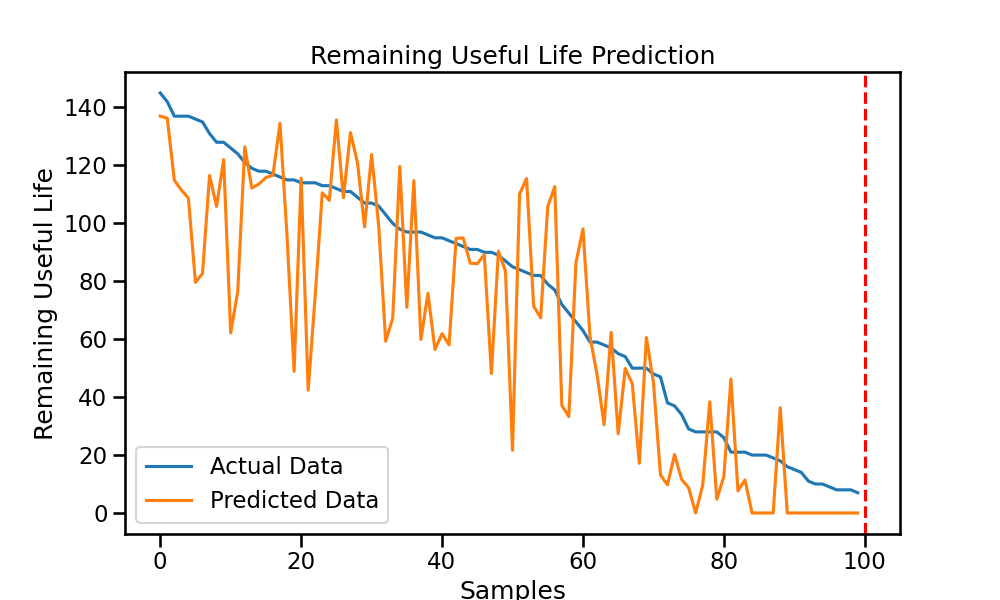 Remaining Useful Life Prediction
Remaining Useful Life
140
120
100
80
60
40
20
0
Actual Data
Predicted Data
0 20 40 60 80 100
Samples